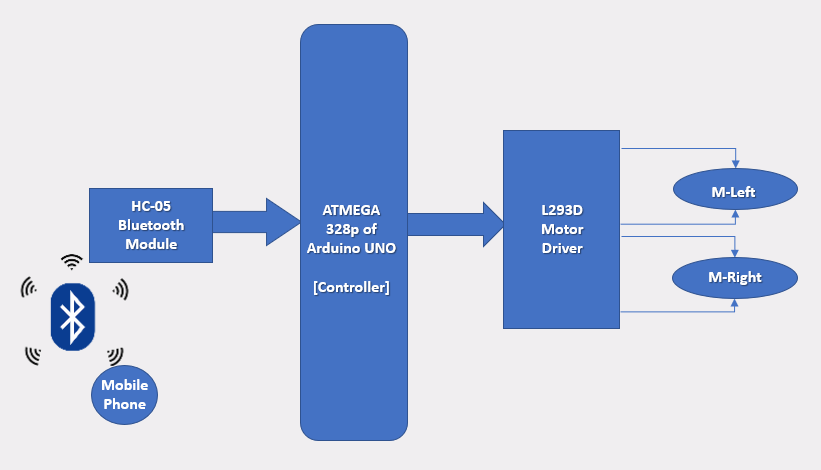 HC-05
Bluetooth
Module
Mobile
Phone
ATMEGA
328p of
Arduino UNO
[Controller]
L293D
Motor
Driver
M-Left
M-Right